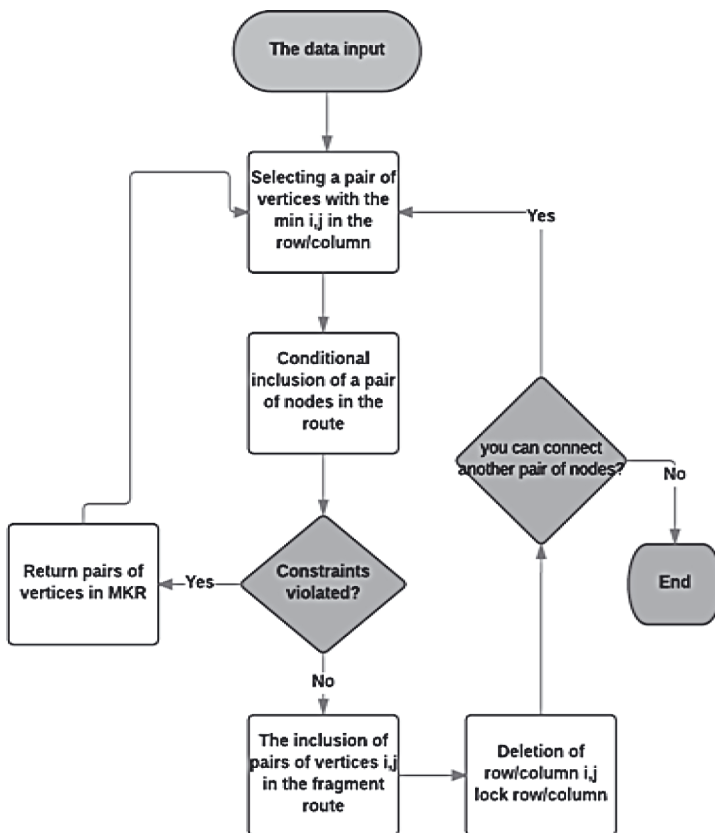 The data input
Selecting a pair of
vertices with the
min i,j in the
row/column
Yes
Conditional
inclusion of a pair
of nodes in the
route
you can connect
another pair of nodes?
No
Return pairs of
vertices in MKR
Yes
Constraints
violated?
End
No
The inclusion of
pairs of vertices i,j
in the fragment
route
Deletion of
row/column i,j
lock row/column